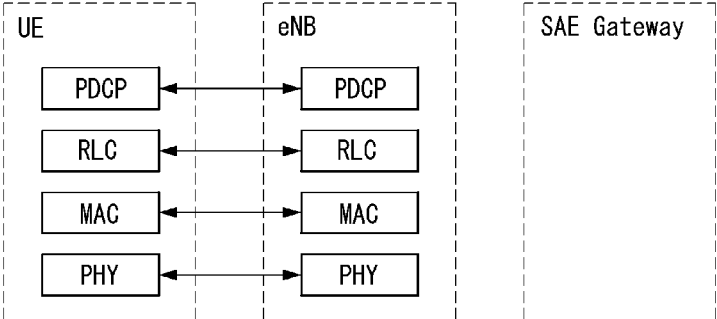 UE eNB SAE Gateway
PDCP PDCP
RLC RLC
MAC MAC
PHY PHY